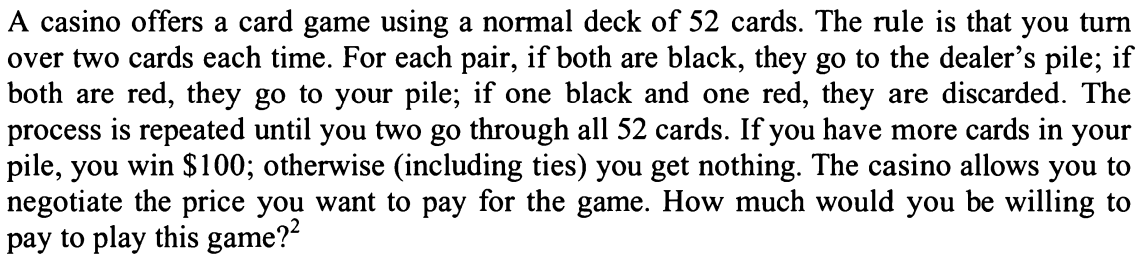 A casino offers a card game using a normal deck of 52 cards. The rule is that you turn
over two cards each time. For each pair, if both are black, they go to the dealer's pile; if
both are red, they go to your pile; if one black and one red, they are discarded. The
process is repeated until you two go through all 52 cards. If you have more cards in your
pile, you win $100; otherwise (including ties) you get nothing. The casino allows you to
negotiate the price you want to pay for the game. How much would you be willing to
pay to play this game?²